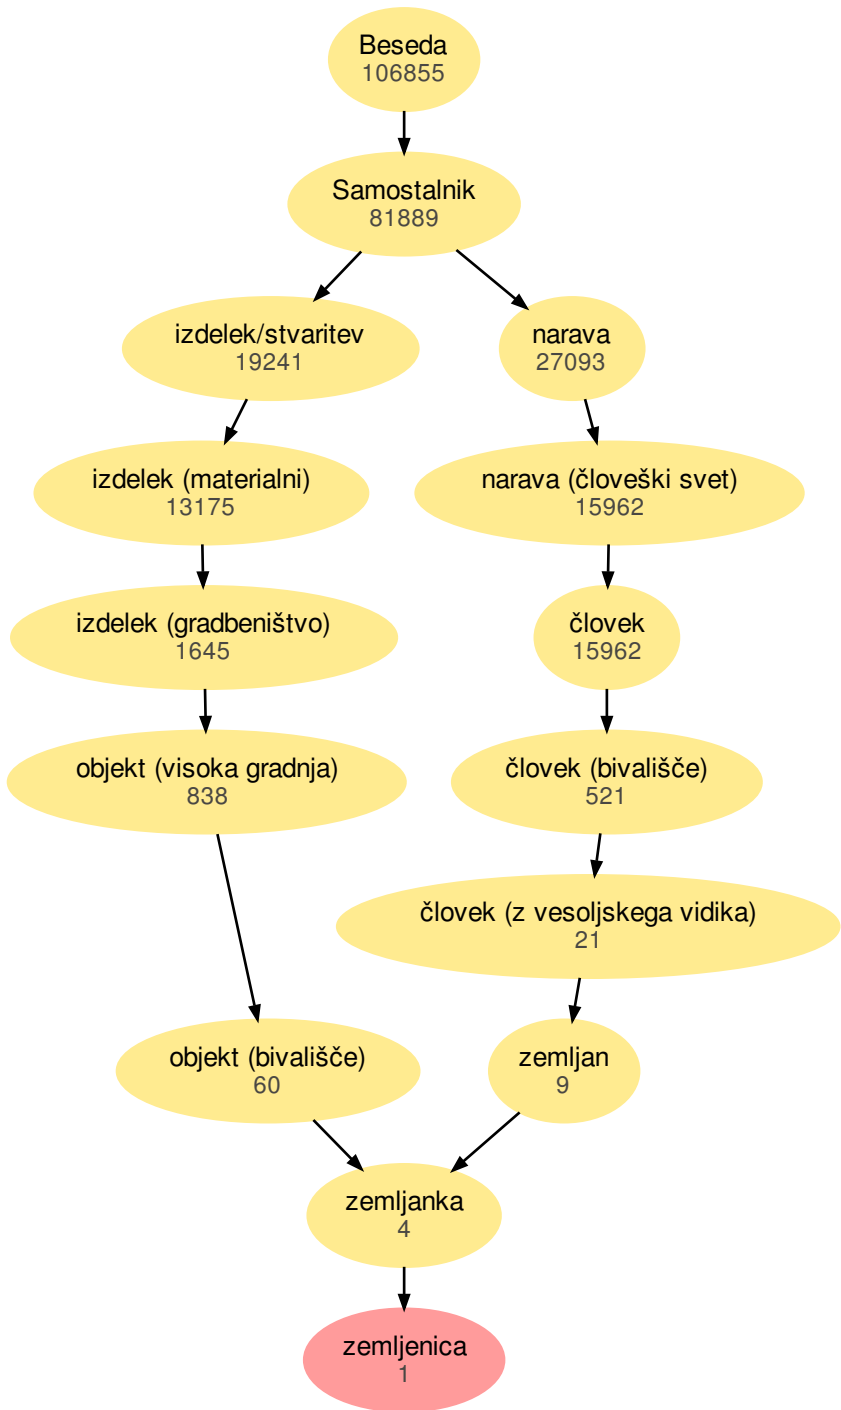 Beseda
106855
Samostalnik
81889
izdelek/stvaritev
19241
narava
27093
izdelek (materialni)
13175
narava (človeški svet)
15962
izdelek (gradbeništvo)
1645
človek
15962
objekt (visoka gradnja)
838
človek (bivališče)
521
človek (z vesoljskega vidika)
21
objekt (bivališče)
60
zemljan
9
zemljanka
4
zemljenica
1